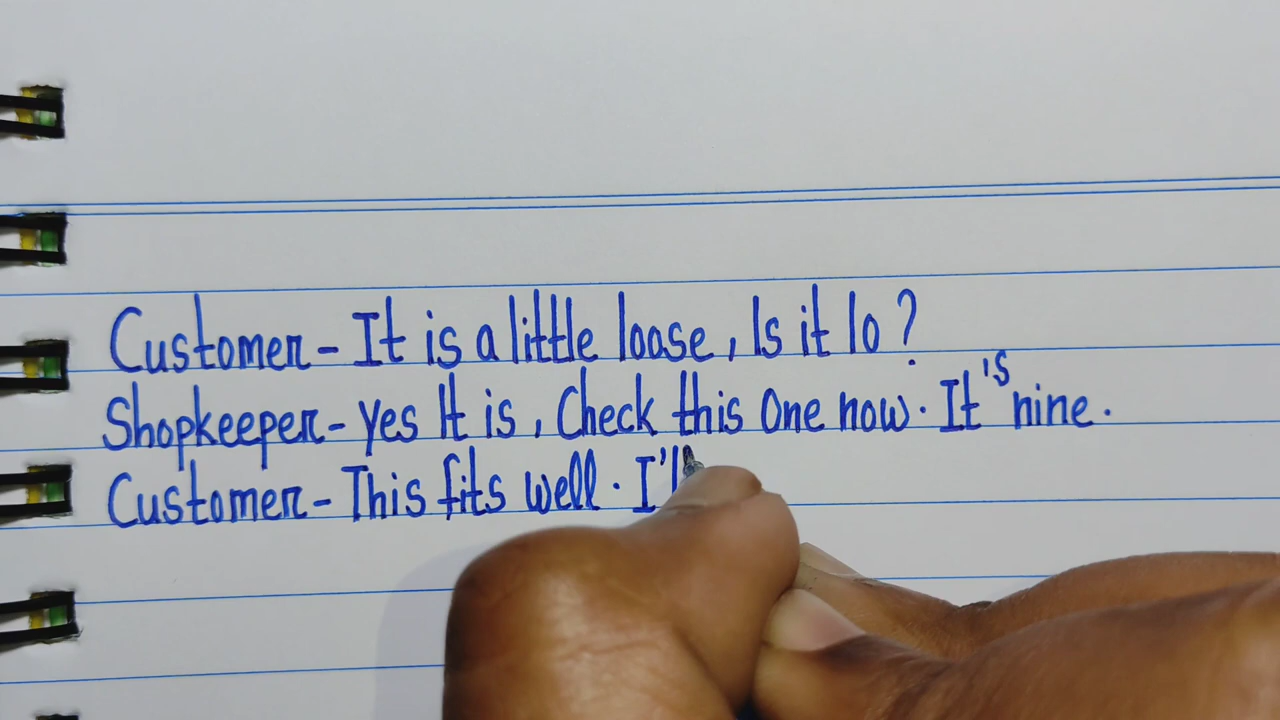 Customer - It is a little loose, Is it 10?
Shopkeeper - yes It is, Check this One now. It's nine.
Customer - This fits well. I'll